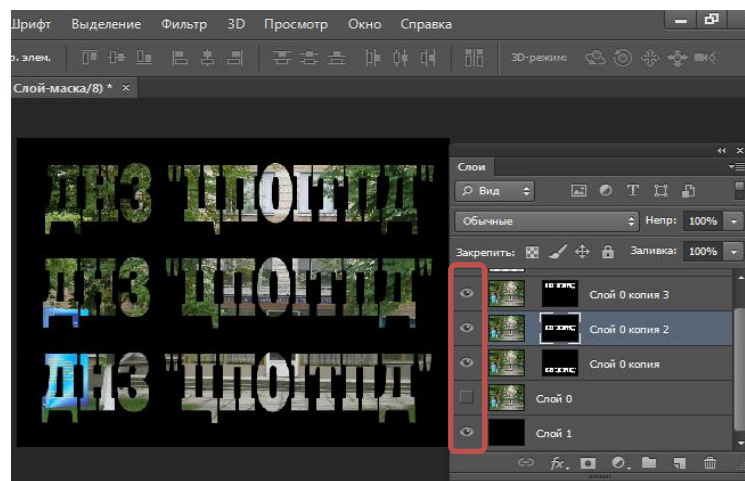 Шрифт Выделение Фильтр 3D Просмотр Окно Справка
р. элем. 3D-режим:
Слой-маска/8) * ×
ДНЗ "ЦПОІТПД"
ДНЗ "ЦПОІТПД"
ДНЗ "ЦПОІТПД"
Слои
Вид
Обычные Непр: 100%
Закрепить: Заливка: 100%
Слой 0 копия 3
Слой 0 копия 2
Слой 0 копия
Слой 0
Слой 1
fx.